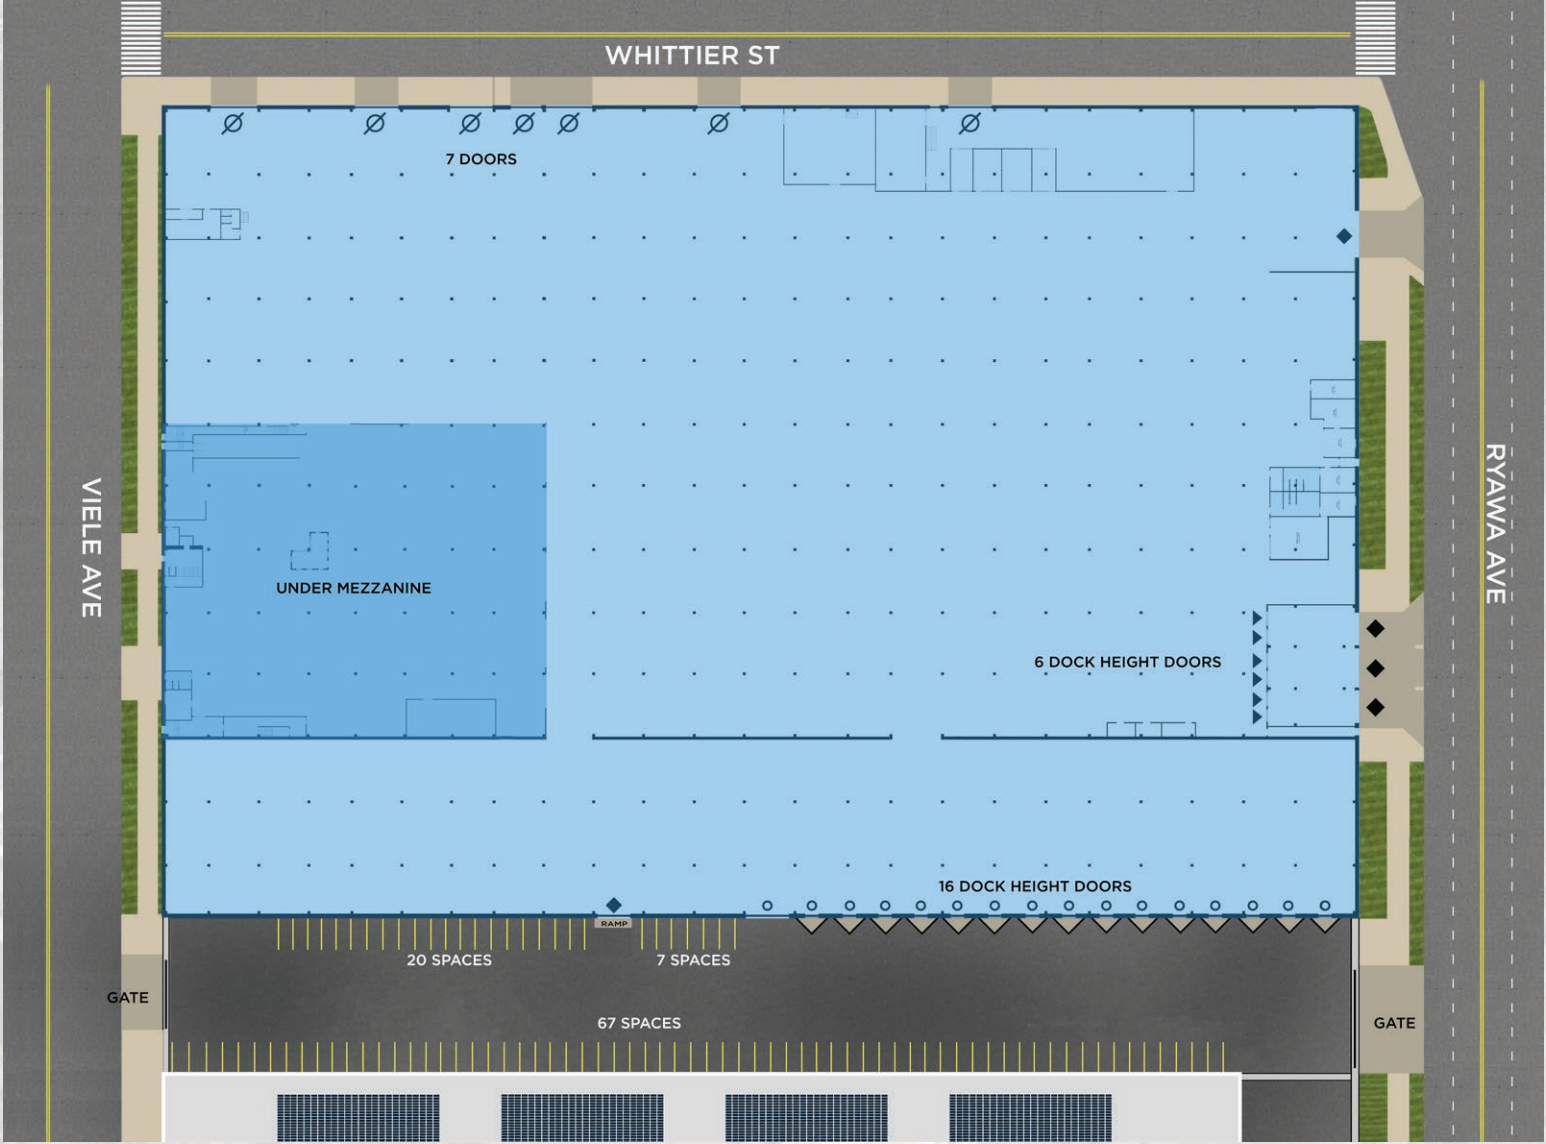 WHITTIER ST
7 DOORS
VIELE AVE
RYAWA AVE
UNDER MEZZANINE
6 DOCK HEIGHT DOORS
16 DOCK HEIGHT DOORS
RAMP
20 SPACES
7 SPACES
GATE
67 SPACES
GATE